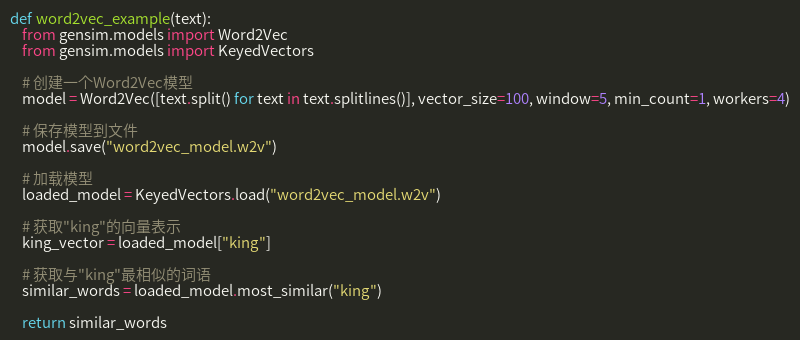 def word2vec_example(text):
from gensim.models import Word2Vec
from gensim.models import KeyedVectors
# 创建一个Word2Vec模型
model = Word2Vec([text.split() for text in text.splitlines()], vector_size=100, window=5, min_count=1, workers=4)
# 保存模型到文件
model.save("word2vec_model.w2v")
# 加载模型
loaded_model = KeyedVectors.load("word2vec_model.w2v")
# 获取"king"的向量表示
king_vector = loaded_model["king"]
# 获取与"king"最相似的词语
similar_words = loaded_model.most_similar("king")
return similar_words